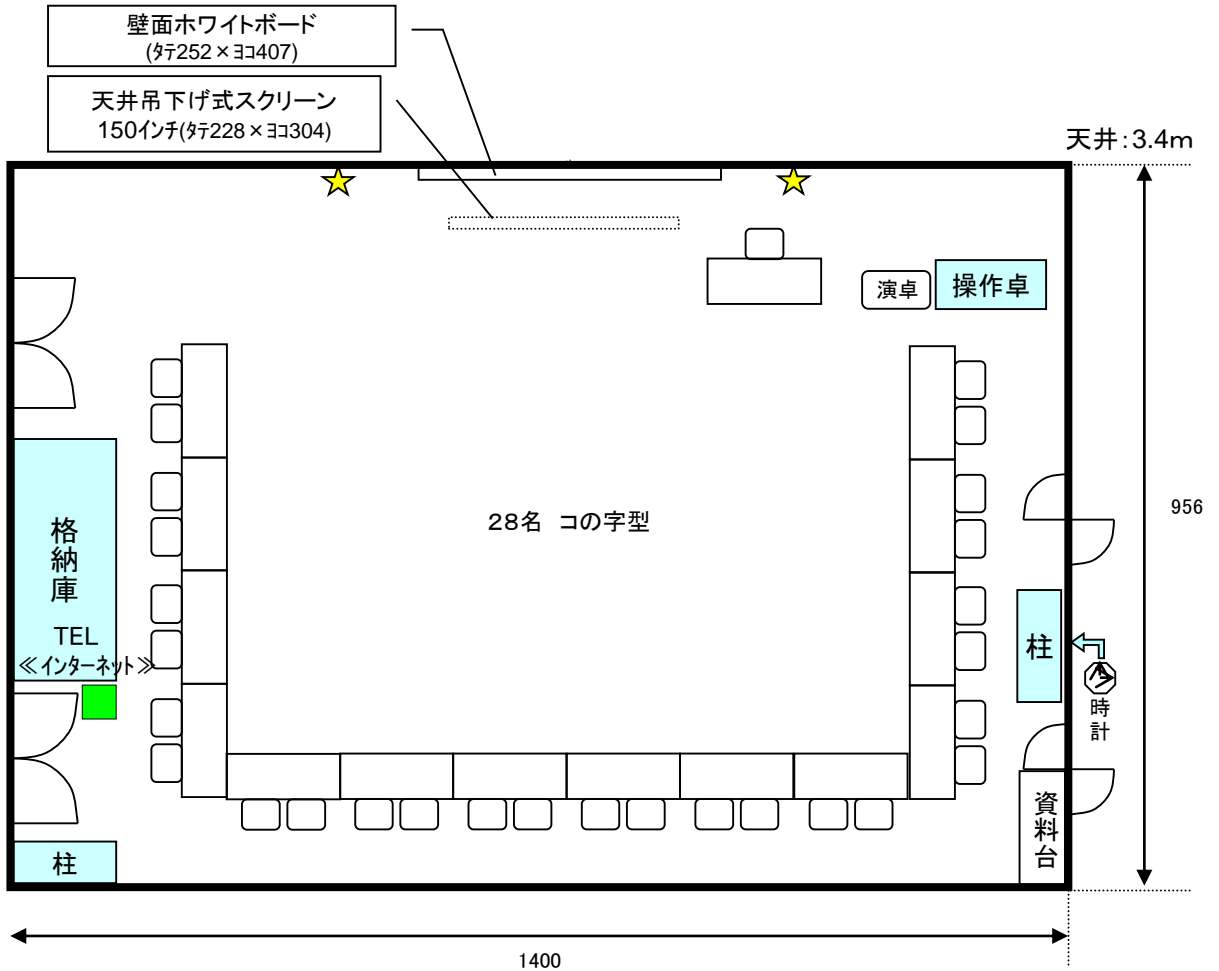 壁面ホワイトボード
(ﾀﾃ252×ﾖｺ407)
天井吊下げ式スクリーン
150ｲﾝﾁ(ﾀﾃ228×ﾖｺ304)
天井:3.4m
演卓
操作卓
956
28名 コの字型
格納庫
TEL
≪ｲﾝﾀｰﾈｯﾄ≫
柱
時計
資料台
柱
1400